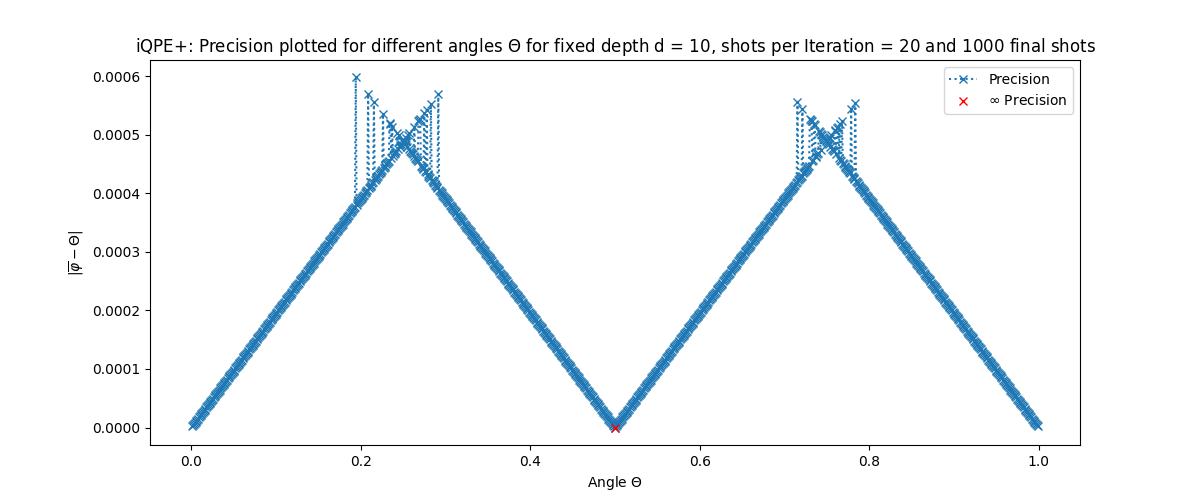 iQPE+: Precision plotted for different angles Θ for fixed depth d = 10, shots per Iteration = 20 and 1000 final shots
Precision
∞ Precision
|φ̅ − Θ|
0.0006
0.0005
0.0004
0.0003
0.0002
0.0001
0.0000
0.0 0.2 0.4 0.6 0.8 1.0
Angle Θ